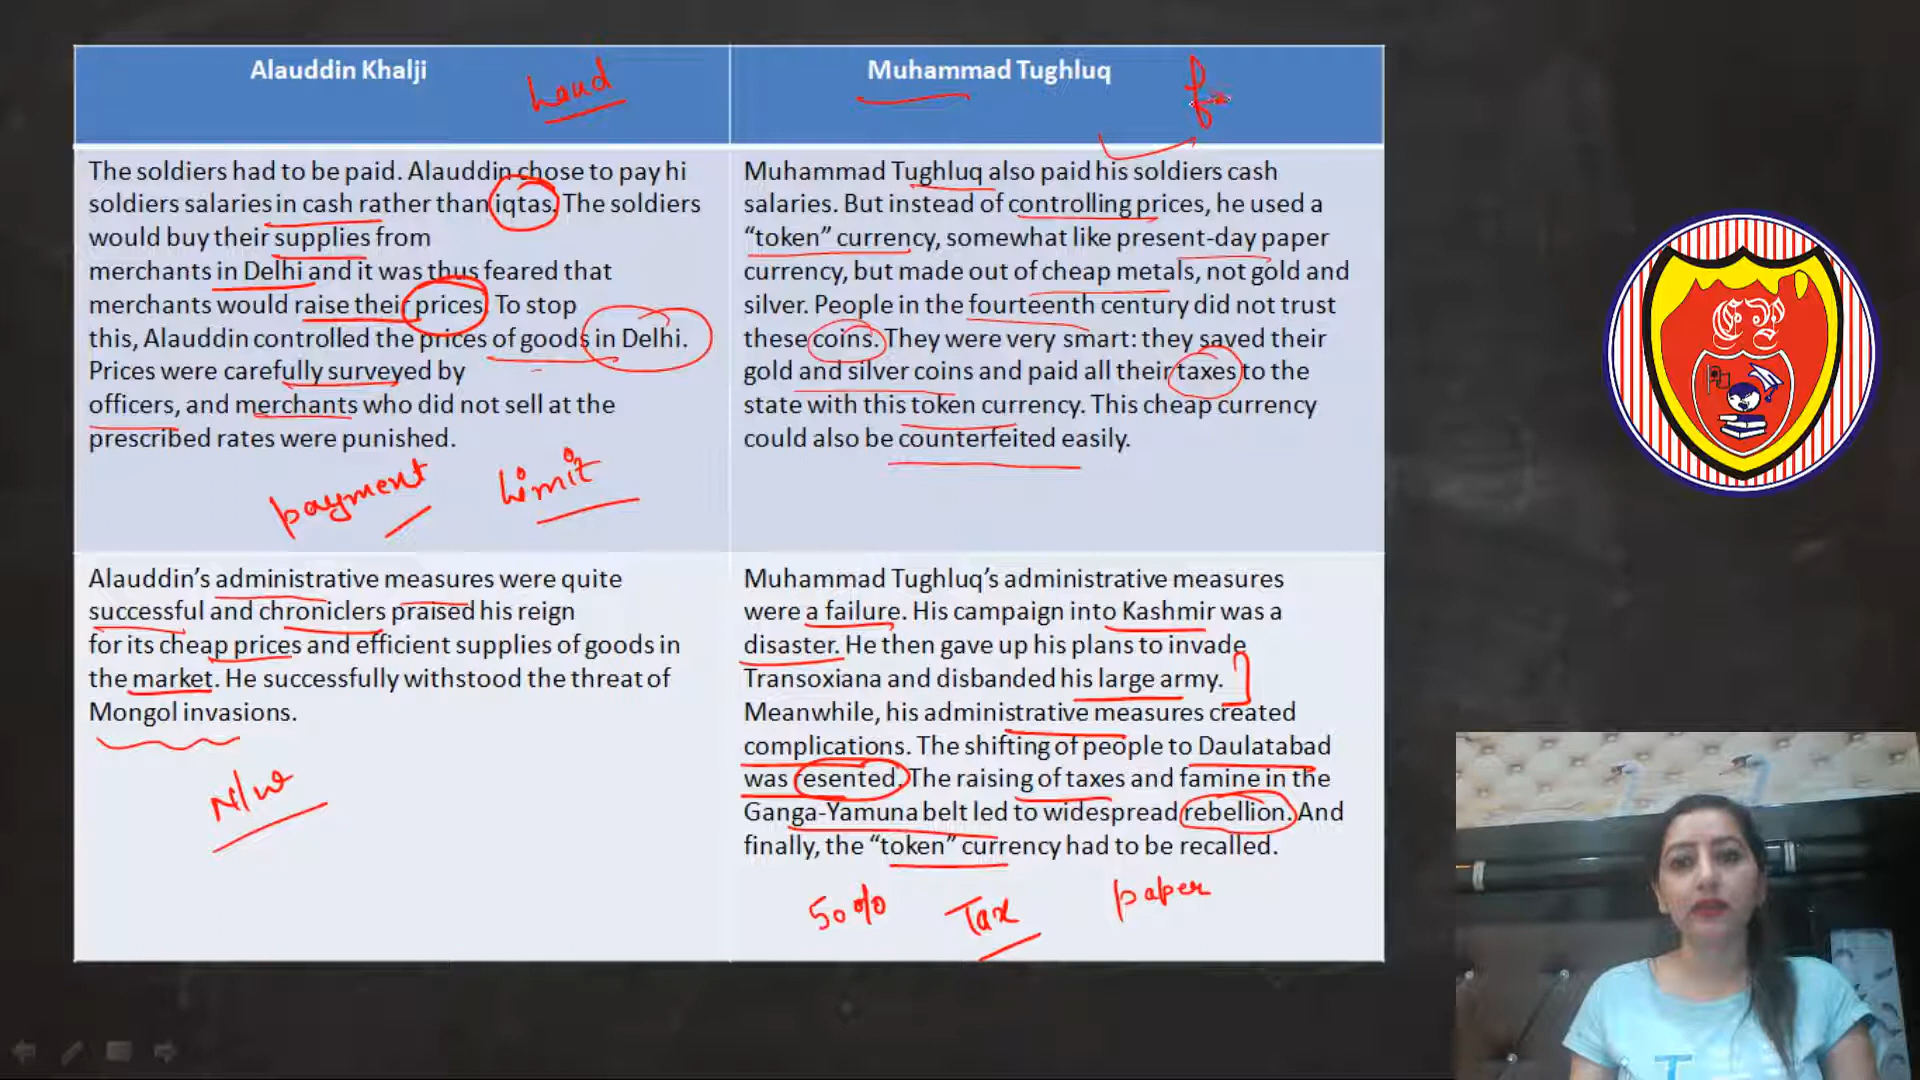 Alauddin Khalji
Land
Muhammad Tughluq
The soldiers had to be paid. Alauddin chose to pay hi
soldiers salaries in cash rather than iqtas. The soldiers
would buy their supplies from
merchants in Delhi and it was thus feared that
merchants would raise their prices. To stop
this, Alauddin controlled the prices of goods in Delhi.
Prices were carefully surveyed by
officers, and merchants who did not sell at the
prescribed rates were punished.
payment
Limit
Muhammad Tughluq also paid his soldiers cash
salaries. But instead of controlling prices, he used a
“token” currency, somewhat like present-day paper
currency, but made out of cheap metals, not gold and
silver. People in the fourteenth century did not trust
these coins. They were very smart: they saved their
gold and silver coins and paid all their taxes to the
state with this token currency. This cheap currency
could also be counterfeited easily.
Alauddin’s administrative measures were quite
successful and chroniclers praised his reign
for its cheap prices and efficient supplies of goods in
the market. He successfully withstood the threat of
Mongol invasions.
N/W
Muhammad Tughluq’s administrative measures
were a failure. His campaign into Kashmir was a
disaster. He then gave up his plans to invade
Transoxiana and disbanded his large army.
Meanwhile, his administrative measures created
complications. The shifting of people to Daulatabad
was resented. The raising of taxes and famine in the
Ganga-Yamuna belt led to widespread rebellion. And
finally, the “token” currency had to be recalled.
50%
Tax
paper